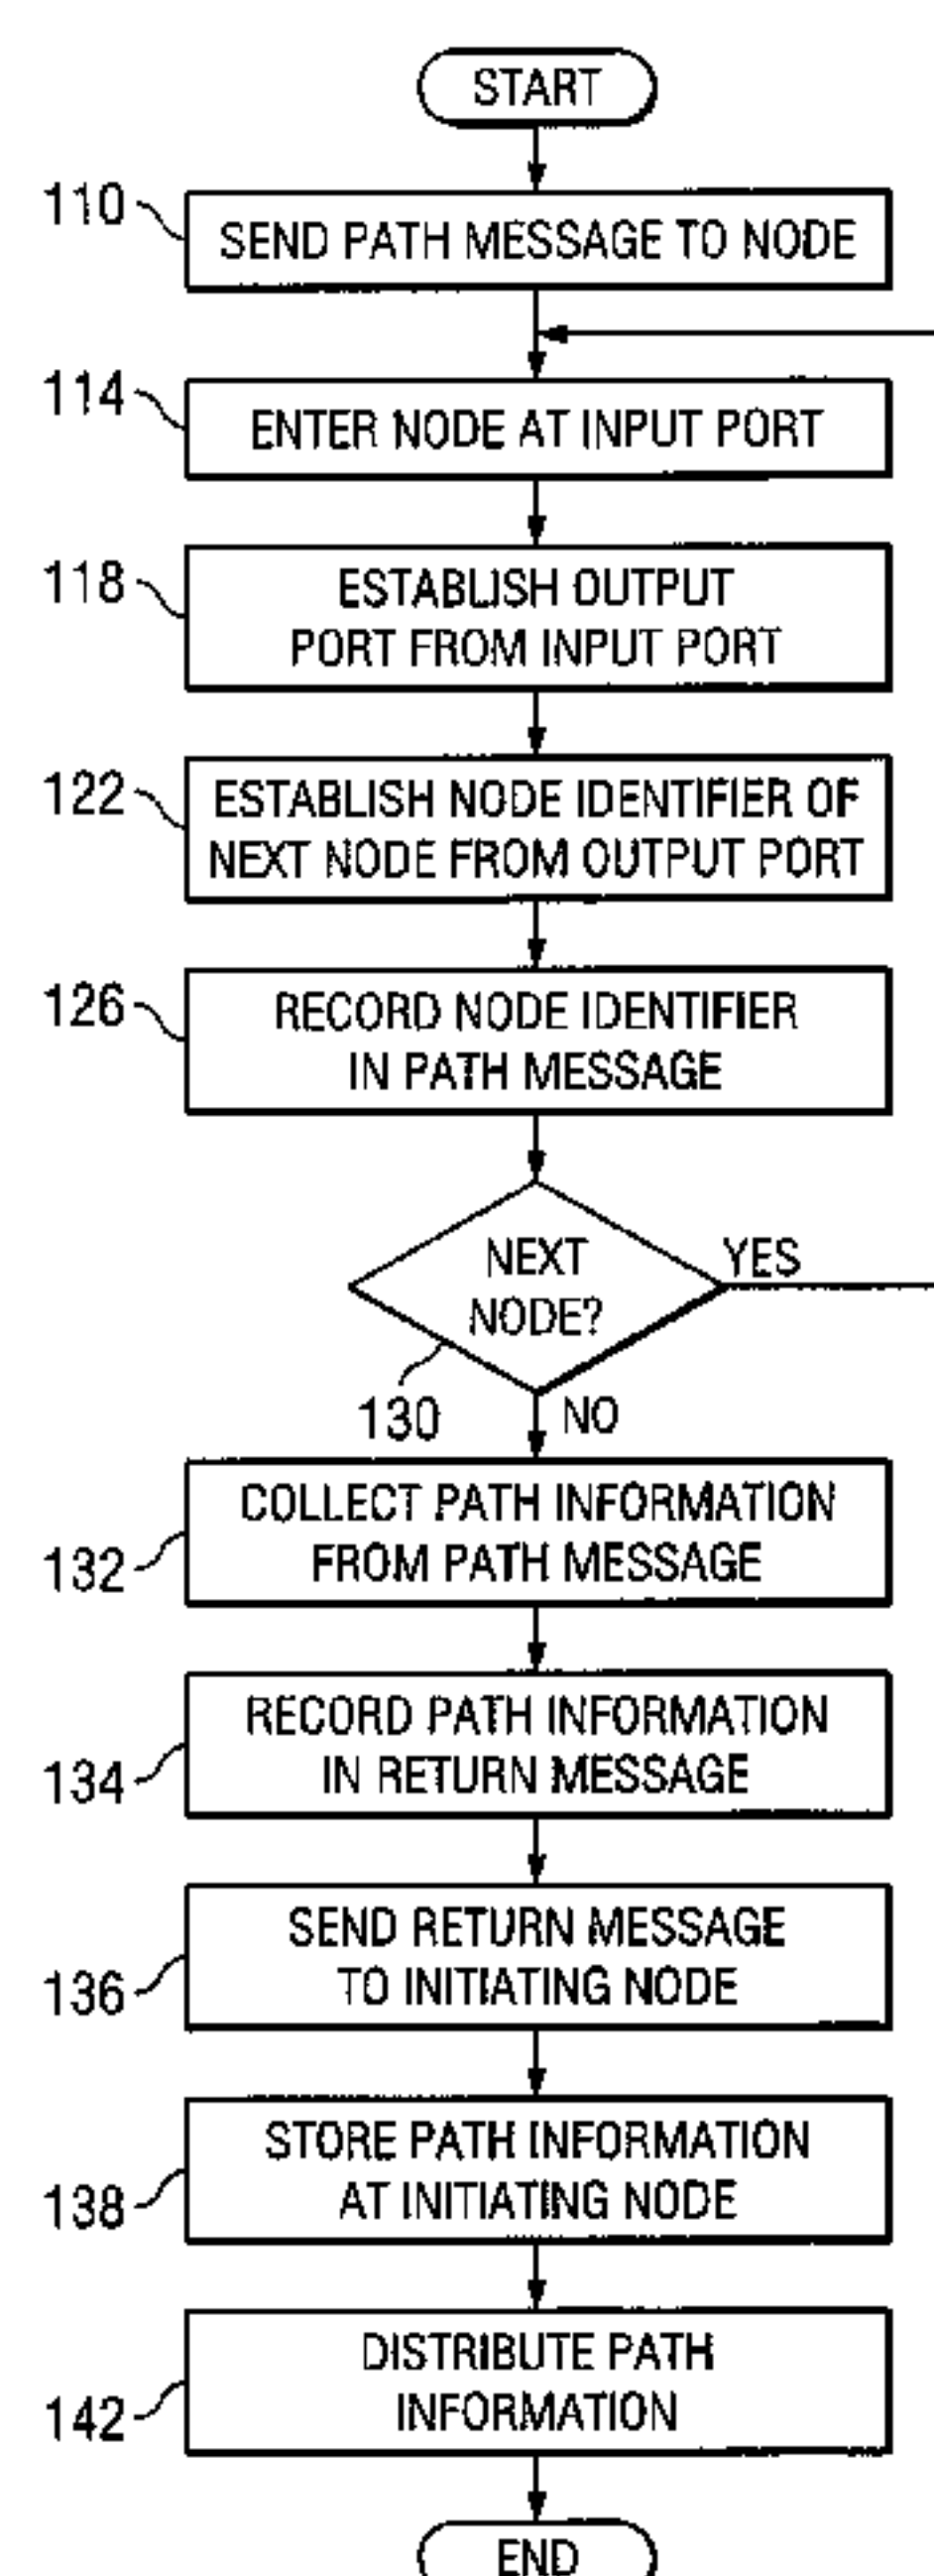 START
110
SEND PATH MESSAGE TO NODE
114
ENTER NODE AT INPUT PORT
118
ESTABLISH OUTPUT
PORT FROM INPUT PORT
122
ESTABLISH NODE IDENTIFIER OF
NEXT NODE FROM OUTPUT PORT
126
RECORD NODE IDENTIFIER
IN PATH MESSAGE
NEXT
NODE?
YES
130
NO
COLLECT PATH INFORMATION
FROM PATH MESSAGE
132
RECORD PATH INFORMATION
IN RETURN MESSAGE
134
SEND RETURN MESSAGE
TO INITIATING NODE
136
STORE PATH INFORMATION
AT INITIATING NODE
138
DISTRIBUTE PATH
INFORMATION
142
END